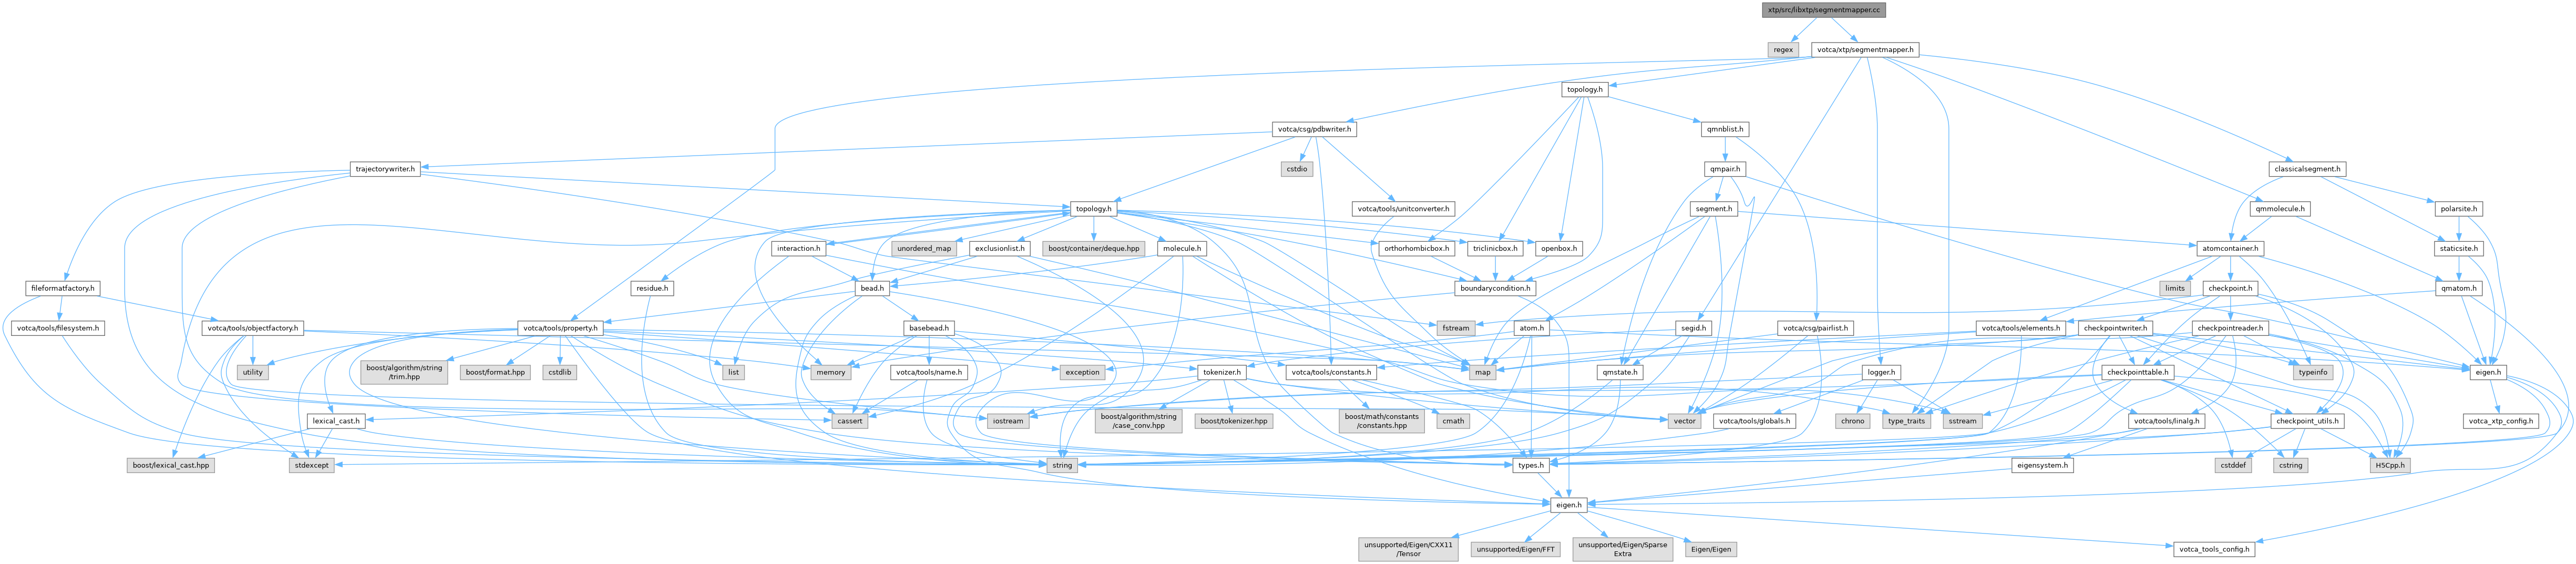 xtp/src/libxtp/segmentmapper.cc
regex
votca/xtp/segmentmapper.h
topology.h
votca/csg/pdbwriter.h
qmnblist.h
trajectorywriter.h
cstdio
qmpair.h
classicalsegment.h
topology.h
votca/tools/unitconverter.h
segment.h
qmmolecule.h
polarsite.h
interaction.h
unordered_map
exclusionlist.h
boost/container/deque.hpp
molecule.h
orthorhombicbox.h
triclinicbox.h
openbox.h
atomcontainer.h
staticsite.h
fileformatfactory.h
residue.h
bead.h
boundarycondition.h
limits
checkpoint.h
qmatom.h
votca/tools/filesystem.h
votca/tools/objectfactory.h
votca/tools/property.h
basebead.h
fstream
atom.h
segid.h
votca/csg/pairlist.h
votca/tools/elements.h
checkpointwriter.h
checkpointreader.h
utility
boost/algorithm/string
/trim.hpp
boost/format.hpp
cstdlib
list
memory
votca/tools/name.h
exception
tokenizer.h
votca/tools/constants.h
map
qmstate.h
logger.h
checkpointtable.h
typeinfo
eigen.h
lexical_cast.h
cassert
iostream
boost/algorithm/string
/case_conv.hpp
boost/tokenizer.hpp
boost/math/constants
/constants.hpp
cmath
vector
votca/tools/globals.h
chrono
type_traits
sstream
votca/tools/linalg.h
checkpoint_utils.h
votca_xtp_config.h
boost/lexical_cast.hpp
stdexcept
string
types.h
eigensystem.h
cstddef
cstring
H5Cpp.h
eigen.h
unsupported/Eigen/CXX11
/Tensor
unsupported/Eigen/FFT
unsupported/Eigen/Sparse
Extra
Eigen/Eigen
votca_tools_config.h